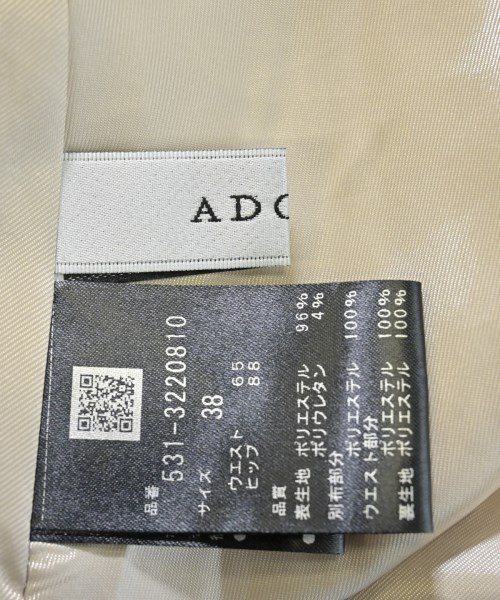 AD
品番 531-3220810
サイズ 38
ウエスト 65
ヒップ 88
品質
表生地 ポリエステル 96%
ポリウレタン 4%
別布部分
ポリエステル 100%
ウエスト部分
ポリエステル 100%
裏生地 ポリエステル 100%